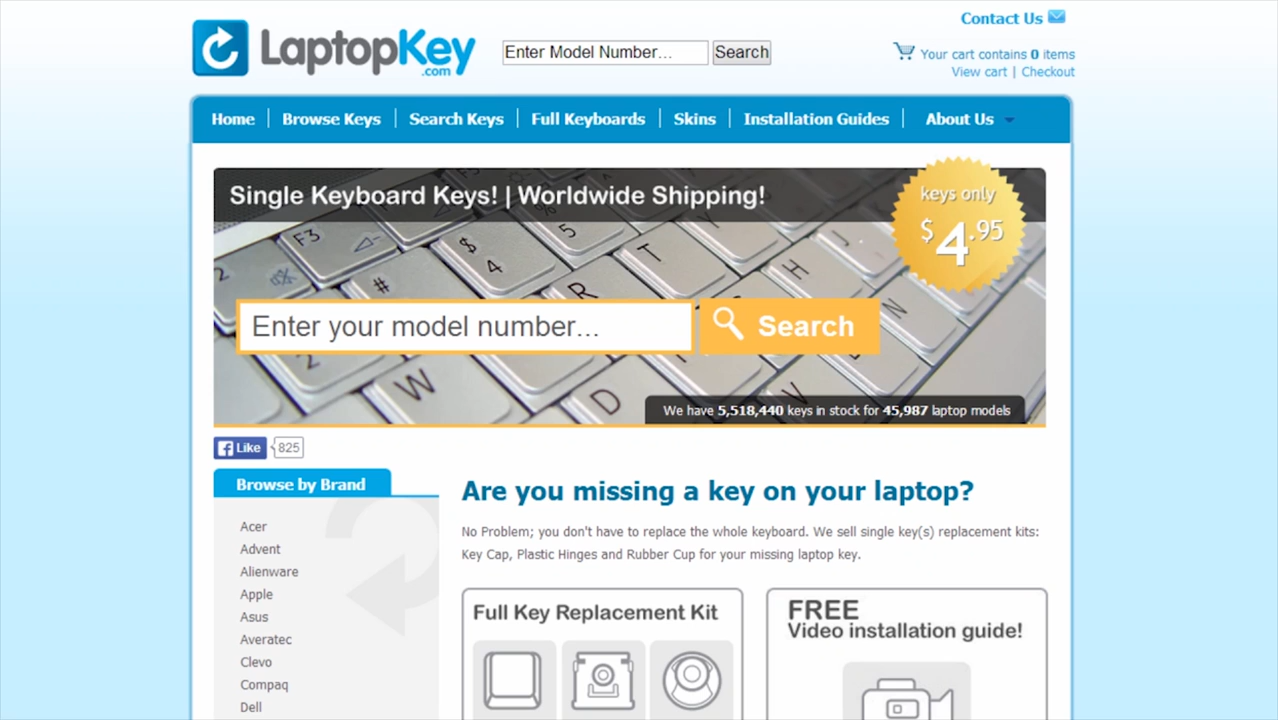 Contact Us
LaptopKey
.com
Enter Model Number...
Search
Your cart contains 0 items
View cart | Checkout
Home
Browse Keys
Search Keys
Full Keyboards
Skins
Installation Guides
About Us
Single Keyboard Keys! | Worldwide Shipping!
keys only
$4.95
F3
2
$
4
%
5
#
R
T
Y
J
H
N
W
D
V
2
Enter your model number...
Search
We have 5,518,440 keys in stock for 45,987 laptop models
Like
825
Browse by Brand
Acer
Advent
Alienware
Apple
Asus
Averatec
Clevo
Compaq
Dell
Are you missing a key on your laptop?
No Problem; you don't have to replace the whole keyboard. We sell single key(s) replacement kits:
Key Cap, Plastic Hinges and Rubber Cup for your missing laptop key.
Full Key Replacement Kit
FREE
Video installation guide!